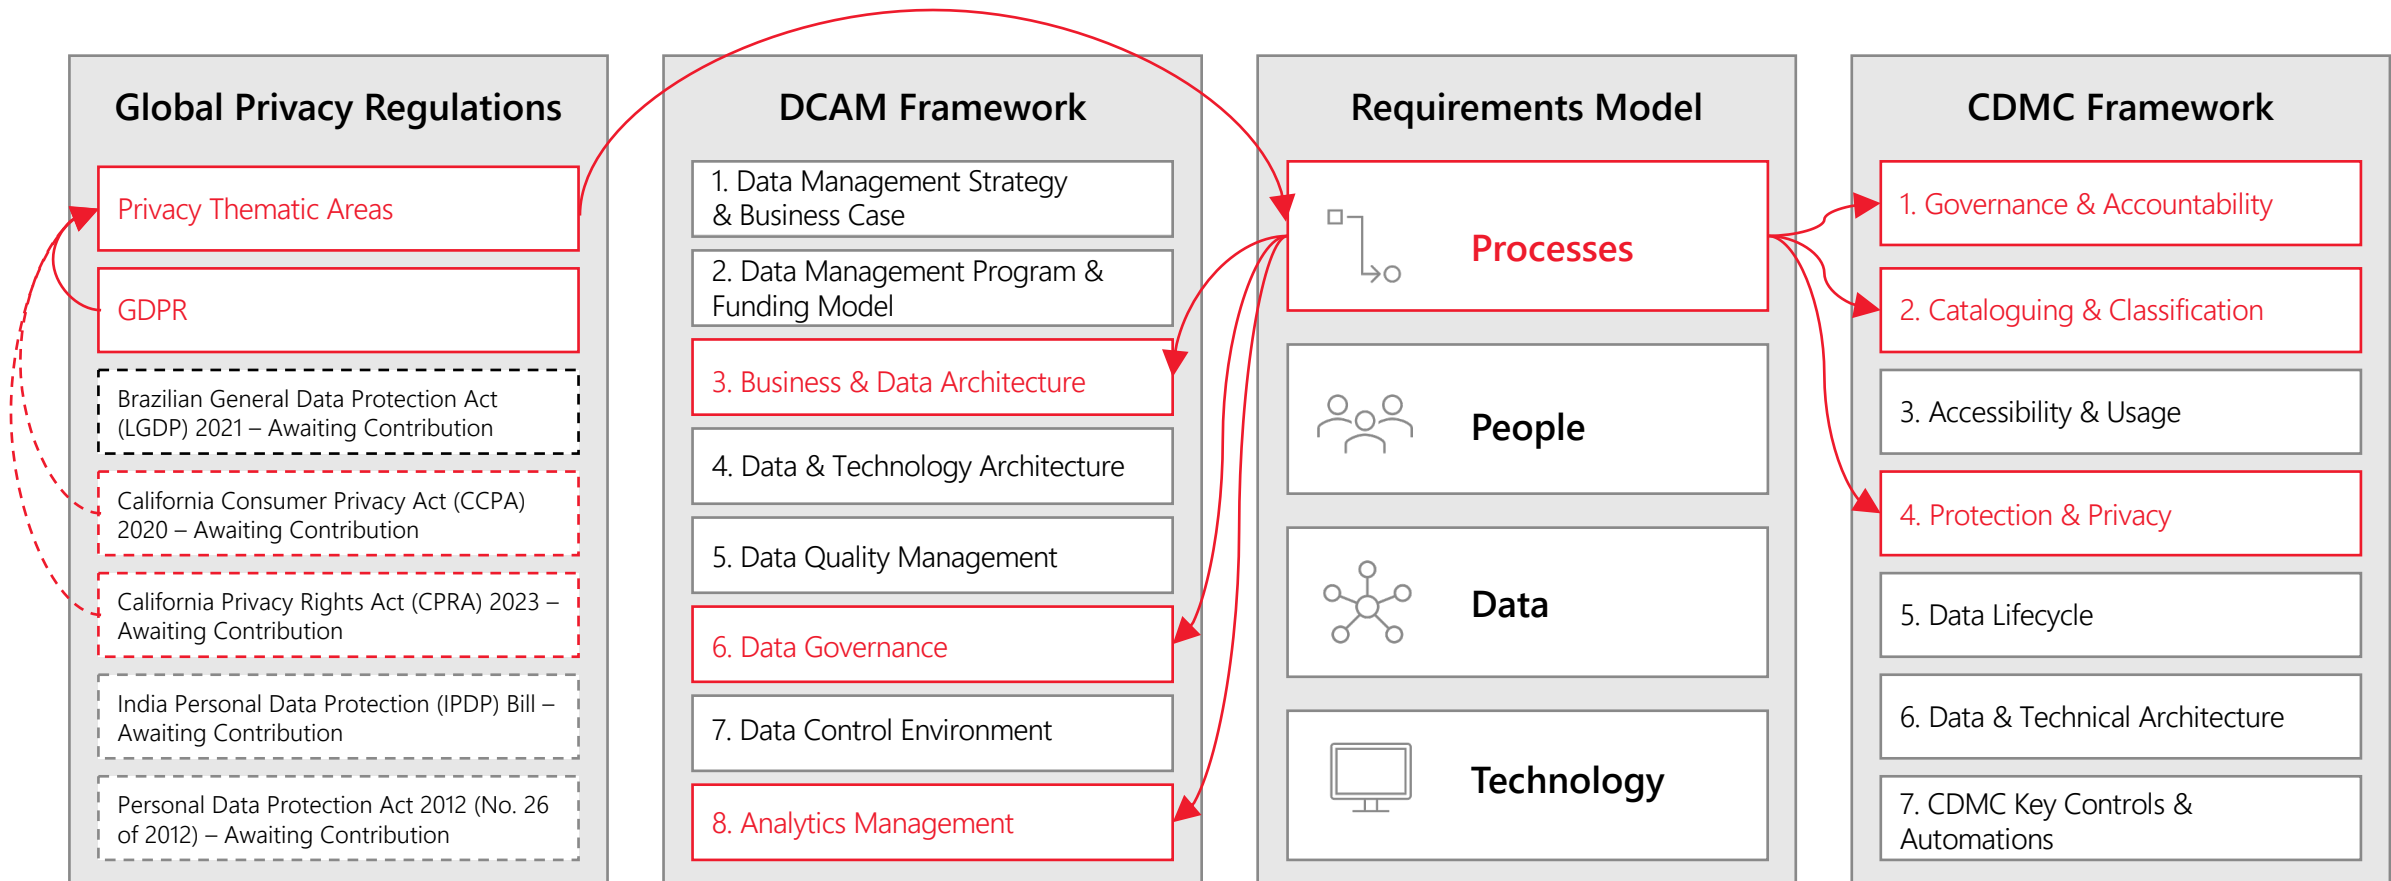 Global Privacy Regulations
Privacy Thematic Areas
GDPR
Brazilian General Data Protection Act
(LGDP) 2021 – Awaiting Contribution
California Consumer Privacy Act (CCPA)
2020 – Awaiting Contribution
California Privacy Rights Act (CPRA) 2023 –
Awaiting Contribution
India Personal Data Protection (IPDP) Bill –
Awaiting Contribution
Personal Data Protection Act 2012 (No. 26
of 2012) – Awaiting Contribution
DCAM Framework
1. Data Management Strategy
& Business Case
2. Data Management Program &
Funding Model
3. Business & Data Architecture
4. Data & Technology Architecture
5. Data Quality Management
6. Data Governance
7. Data Control Environment
8. Analytics Management
Requirements Model
Processes
People
Data
Technology
CDMC Framework
1. Governance & Accountability
2. Cataloguing & Classification
3. Accessibility & Usage
4. Protection & Privacy
5. Data Lifecycle
6. Data & Technical Architecture
7. CDMC Key Controls &
Automations